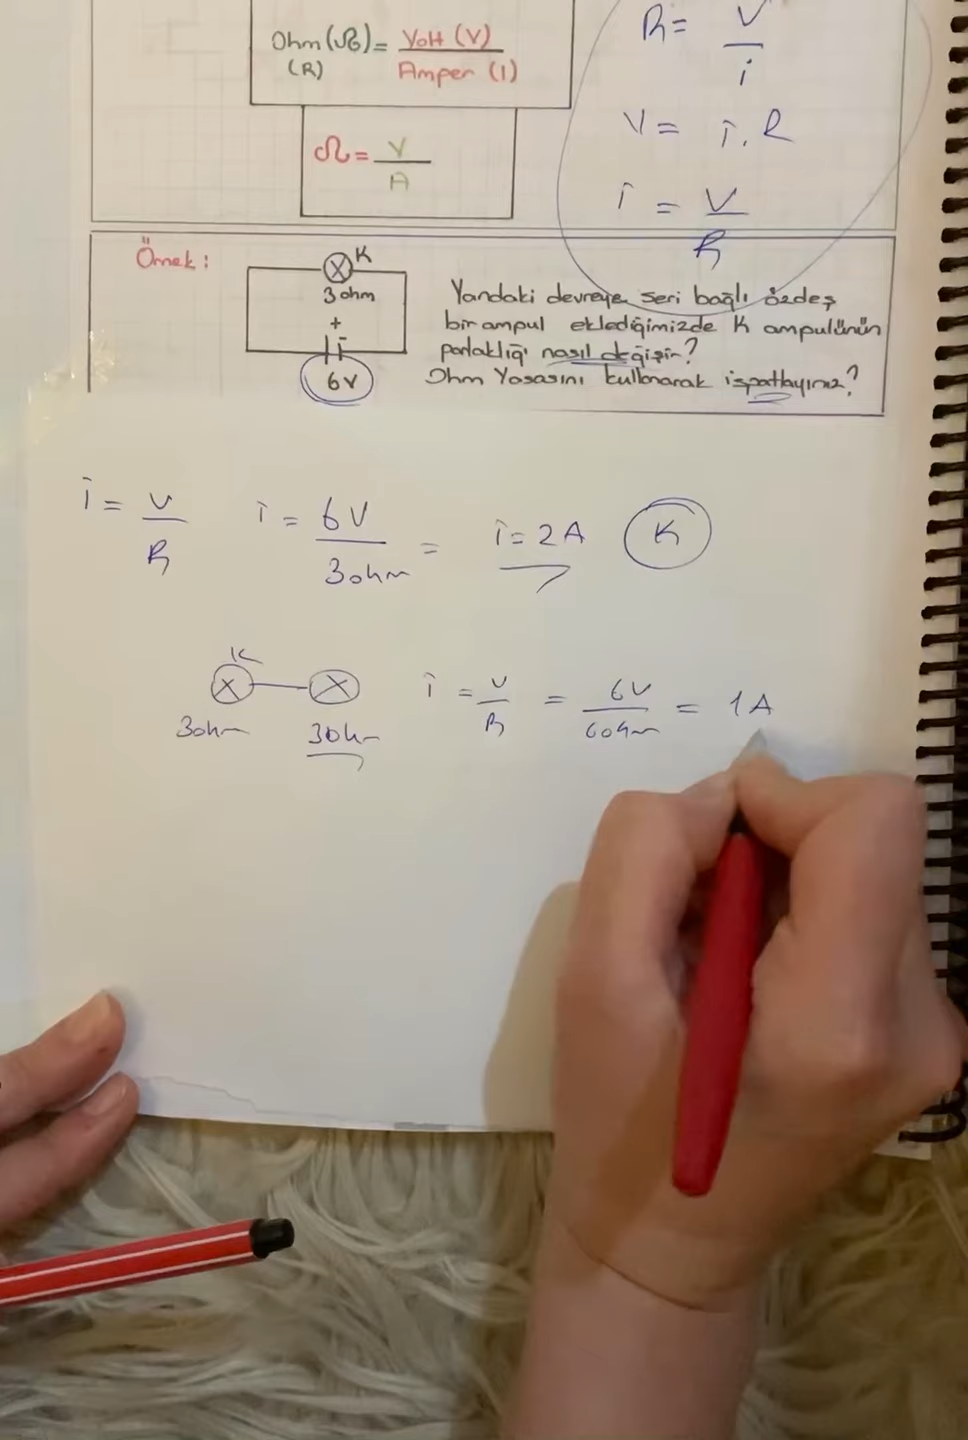 Ohm (Ω) = Volt (V) / Amper (I)
(R)
Ω = V / A
R = V / i
V = i . R
i = V / R
Örnek :
K
3 ohm
+ -
6V
Yandaki devreye seri bağlı özdeş
bir ampul eklediğimizde K ampulünün
parlaklığı nasıl değişir?
Ohm Yasasını kullanarak ispatlayınız?
i = V / R    i = 6V / 3 ohm = i = 2A    K
K
3 ohm    3 ohm    i = V / R = 6V / 6 ohm = 1A